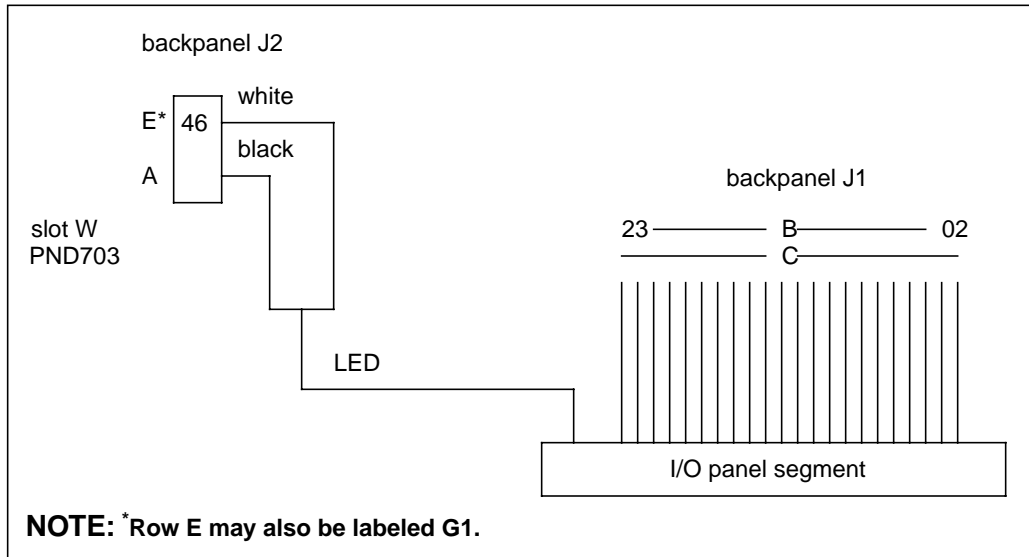 backpanel J2
white
E* 46
black
A
backpanel J1
slot W
PND703
23 B 02
C
LED
I/O panel segment
NOTE: *Row E may also be labeled G1.